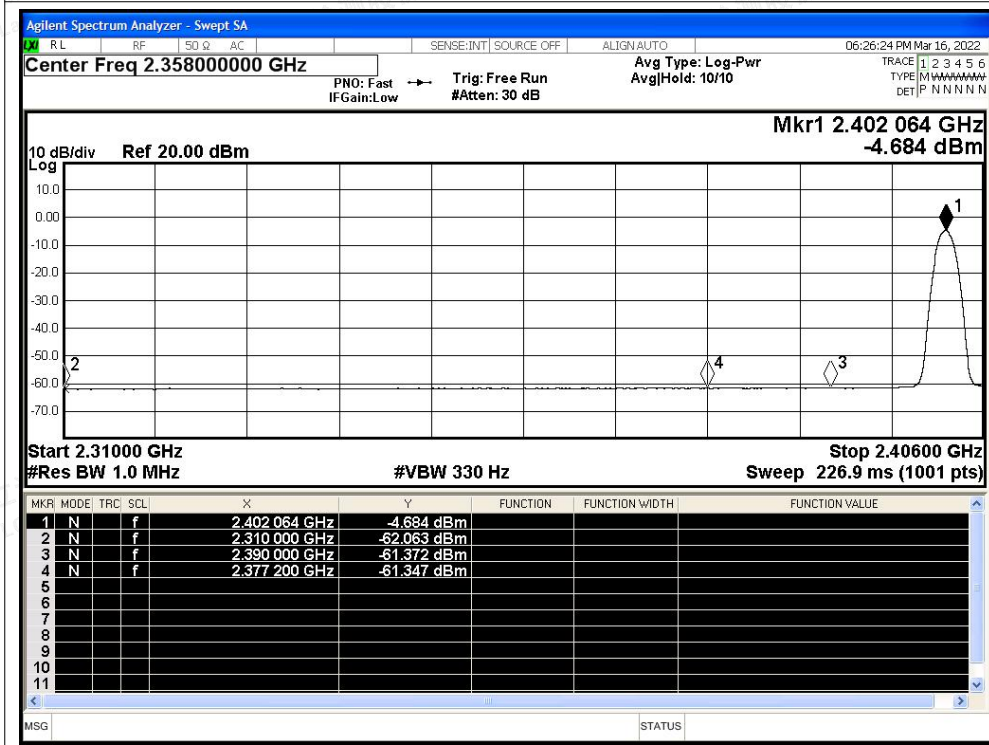 Agilent Spectrum Analyzer - Swept SA
LXI RL RF 50 Ω AC SENSE:INT SOURCE OFF ALIGN AUTO 06:26:24 PM Mar 16, 2022
Center Freq 2.358000000 GHz PNO: Fast Trig: Free Run Avg Type: Log-Pwr TRACE 1 2 3 4 5 6
IFGain:Low #Atten: 30 dB Avg|Hold: 10/10 TYPE M
DET P N N N N N
Mkr1 2.402 064 GHz
10 dB/div Ref 20.00 dBm -4.684 dBm
Log
10.0
0.00
-10.0
-20.0
-30.0
-40.0
-50.0
-60.0
-70.0
1
2
4
3
Start 2.31000 GHz Stop 2.40600 GHz
#Res BW 1.0 MHz #VBW 330 Hz Sweep 226.9 ms (1001 pts)
MKR MODE TRC SCL X Y FUNCTION FUNCTION WIDTH FUNCTION VALUE
1 N f 2.402 064 GHz -4.684 dBm
2 N f 2.310 000 GHz -62.063 dBm
3 N f 2.390 000 GHz -61.372 dBm
4 N f 2.377 200 GHz -61.347 dBm
5
6
7
8
9
10
11
MSG STATUS